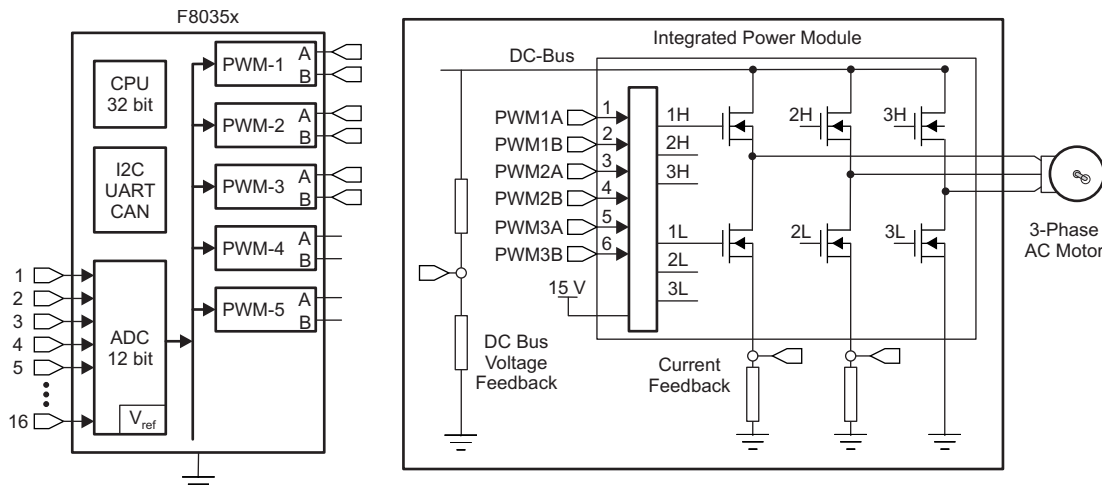 F8035x
CPU
32 bit
I2C
UART
CAN
1
2
3
4
5
16
ADC
12 bit
Vref
PWM-1
A
B
PWM-2
A
B
PWM-3
A
B
PWM-4
A
B
PWM-5
A
B
Integrated Power Module
DC-Bus
PWM1A
PWM1B
PWM2A
PWM2B
PWM3A
PWM3B
1
2
3
4
5
6
15 V
1H
2H
3H
1L
2L
3L
2H
3H
2L
3L
DC Bus
Voltage
Feedback
Current
Feedback
3-Phase
AC Motor